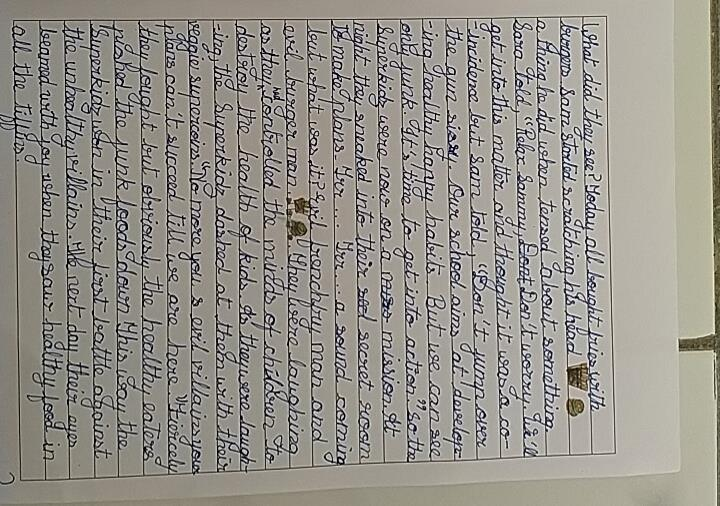 What did they see? Today, all bought fries with
burgers. Sam started scratching his head
a thing he did when tensed about something.
Sara told, "Relax Sammy. Dont Don't worry. We'll
get into this matter and thought it was a co-
-incidence but Sam told "Don't jump over
the gun sis. Our school aims at develop-
-ing healthy happy habits. But we can see
only junk. It's time to get into action" so the
Superkids were now on a mission. At
night they sneaked into their secret room
to make plans. Grr.... Grr... a sound coming
but what was it? Evil frenchfry man and
evil burger man. They were laughing
as they had controlled the minds of children to
destroy the health of kids. As they were laugh-
-ing, the Superkids dashed at them with their
veggie superpowers. "No more you evil villains your
plans can't succeed till we are here" Fiercely
they fought but obviously the healthy eaters
pushed the junk foods down. This way the
Superkids won in their first battle against
the unhealthy villains. The next day their eyes
beamed with joy when they saw healthy food in
all the tiffins.